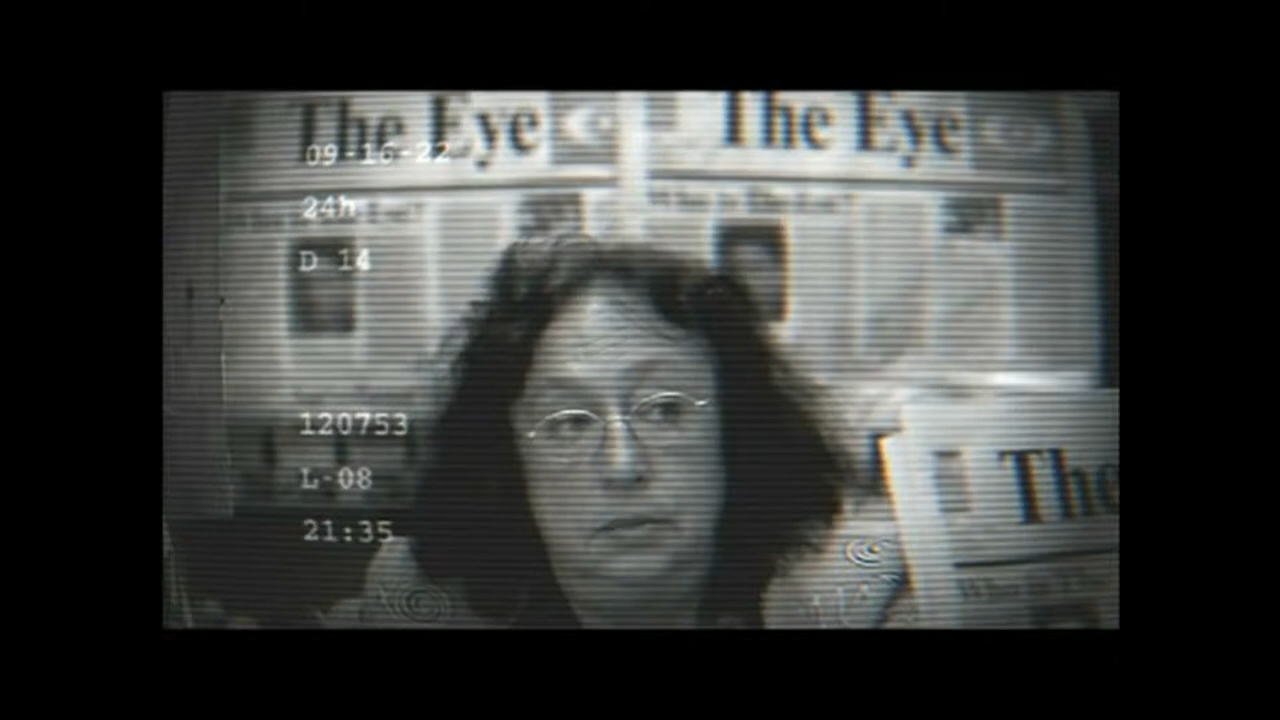 The Eye
The Eye
09-16-22
24h
D 14
120753
L-08
21:35
The